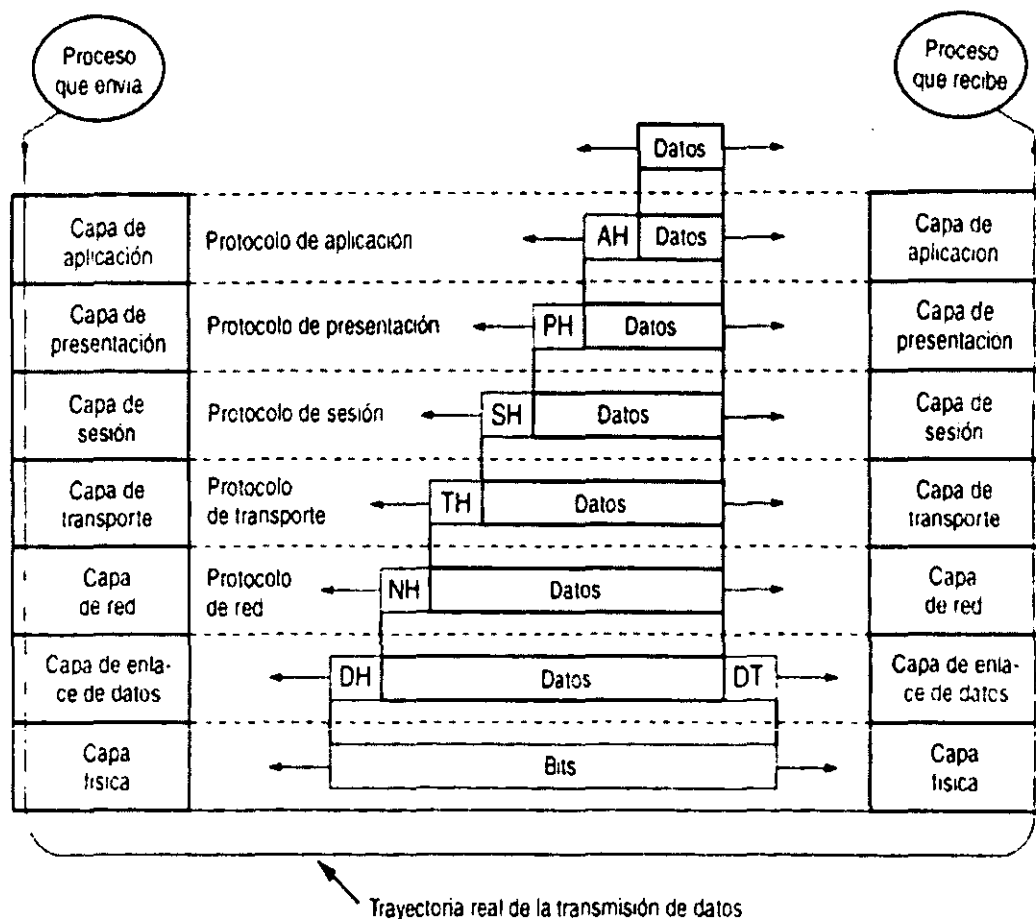 Proceso
que envia
Proceso
que recibe
Datos
Capa de
aplicación
Protocolo de aplicación
AH
Datos
Capa de
aplicacion
Capa de
presentación
Protocolo de presentación
PH
Datos
Capa de
presentación
Capa de
sesión
Protocolo de sesión
SH
Datos
Capa de
sesión
Capa de
transporte
Protocolo
de transporte
TH
Datos
Capa de
transporte
Capa
de red
Protocolo
de red
NH
Datos
Capa
de red
Capa de enla-
ce de datos
DH
Datos
DT
Capa de enla-
ce de datos
Capa
fisica
Bits
Capa
fisica
Trayectoria real de la transmisión de datos